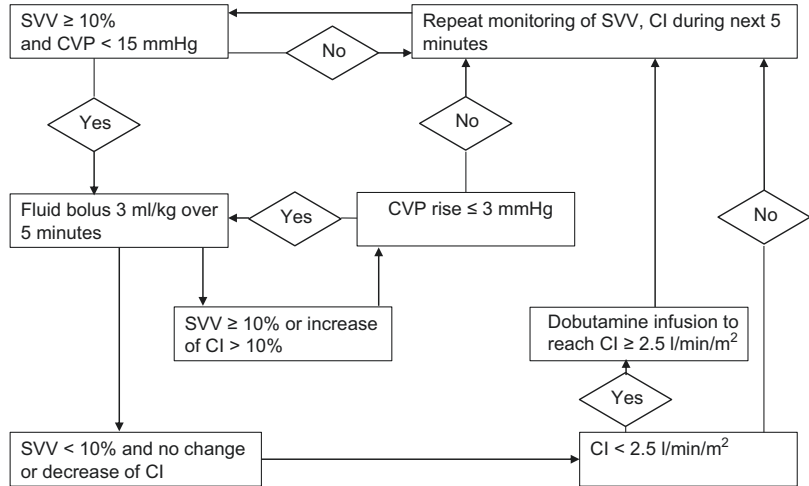 SVV ≥ 10%
and CVP < 15 mmHg
No
Repeat monitoring of SVV, CI during next 5
minutes
Yes
No
Fluid bolus 3 ml/kg over
5 minutes
Yes
CVP rise ≤ 3 mmHg
No
SVV ≥ 10% or increase
of CI > 10%
Dobutamine infusion to
reach CI ≥ 2.5 l/min/m²
Yes
SVV < 10% and no change
or decrease of CI
CI < 2.5 l/min/m²